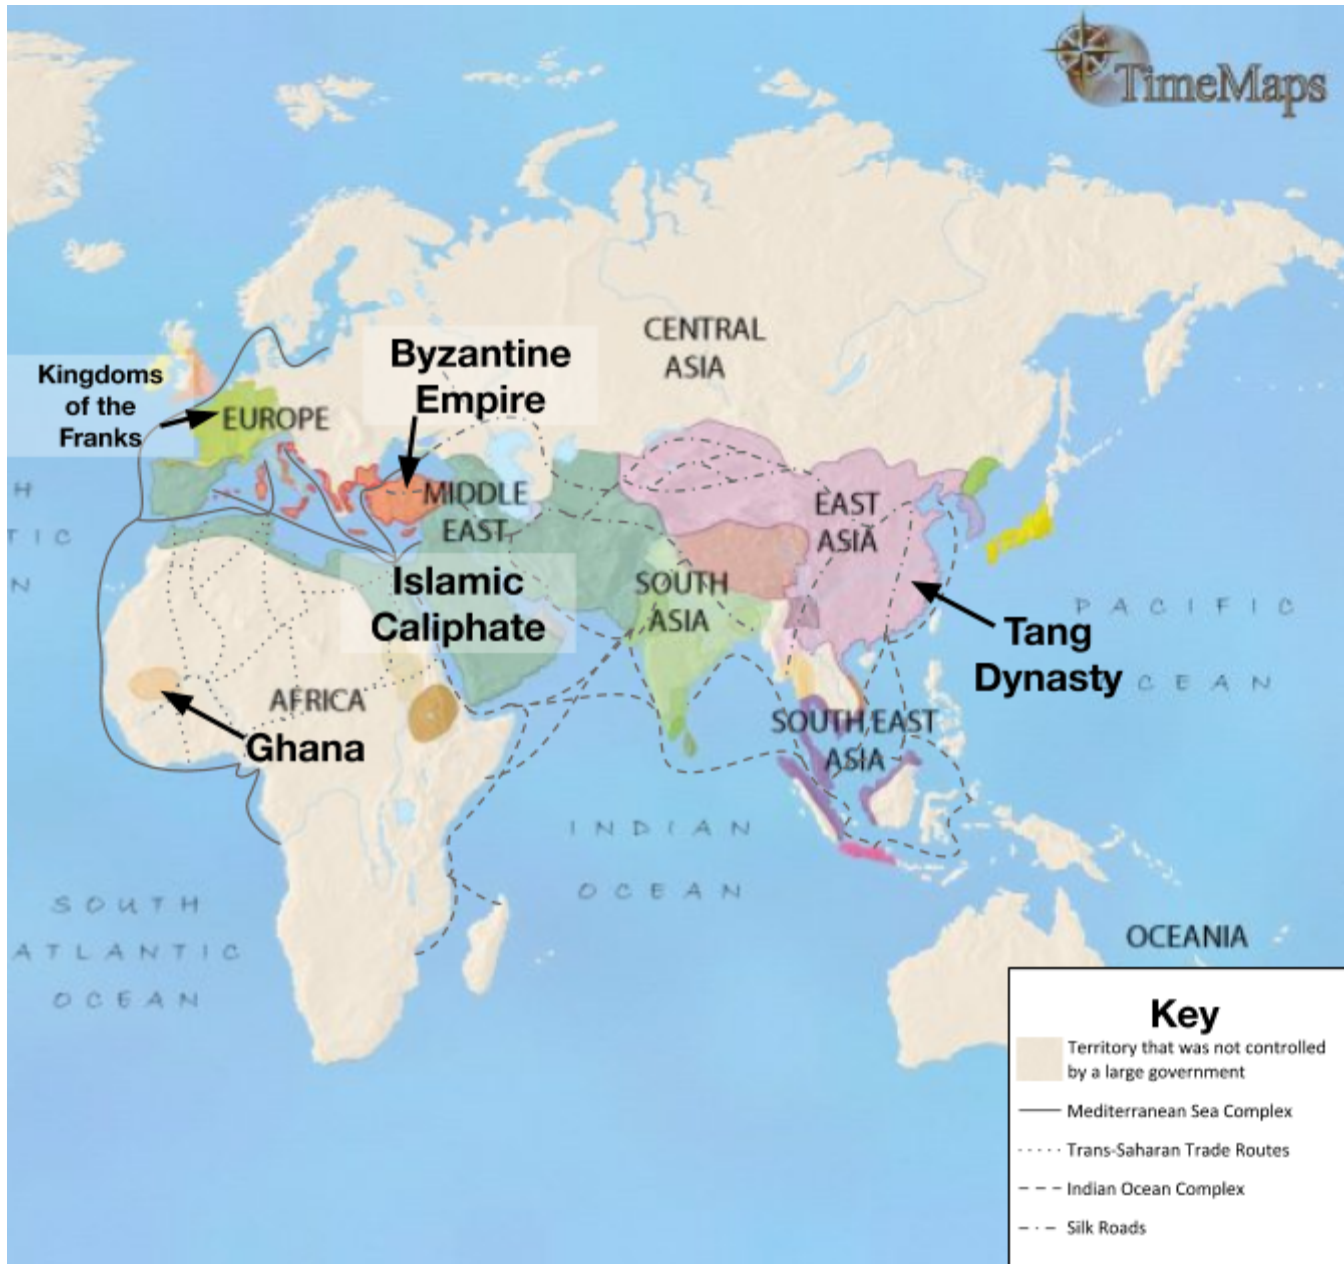 TimeMaps
CENTRAL
ASIA
Byzantine
Empire
Kingdoms
of the
Franks
EUROPE
H
TIC
N
MIDDLE
EAST
EAST
ASIA
Islamic
Caliphate
SOUTH
ASIA
PACIFIC
OCEAN
Tang
Dynasty
AFRICA
Ghana
SOUTH EAST
ASIA
INDIAN
OCEAN
SOUTH
ATLANTIC
OCEAN
OCEANIA
Key
Territory that was not controlled
by a large government
Mediterranean Sea Complex
Trans-Saharan Trade Routes
Indian Ocean Complex
Silk Roads